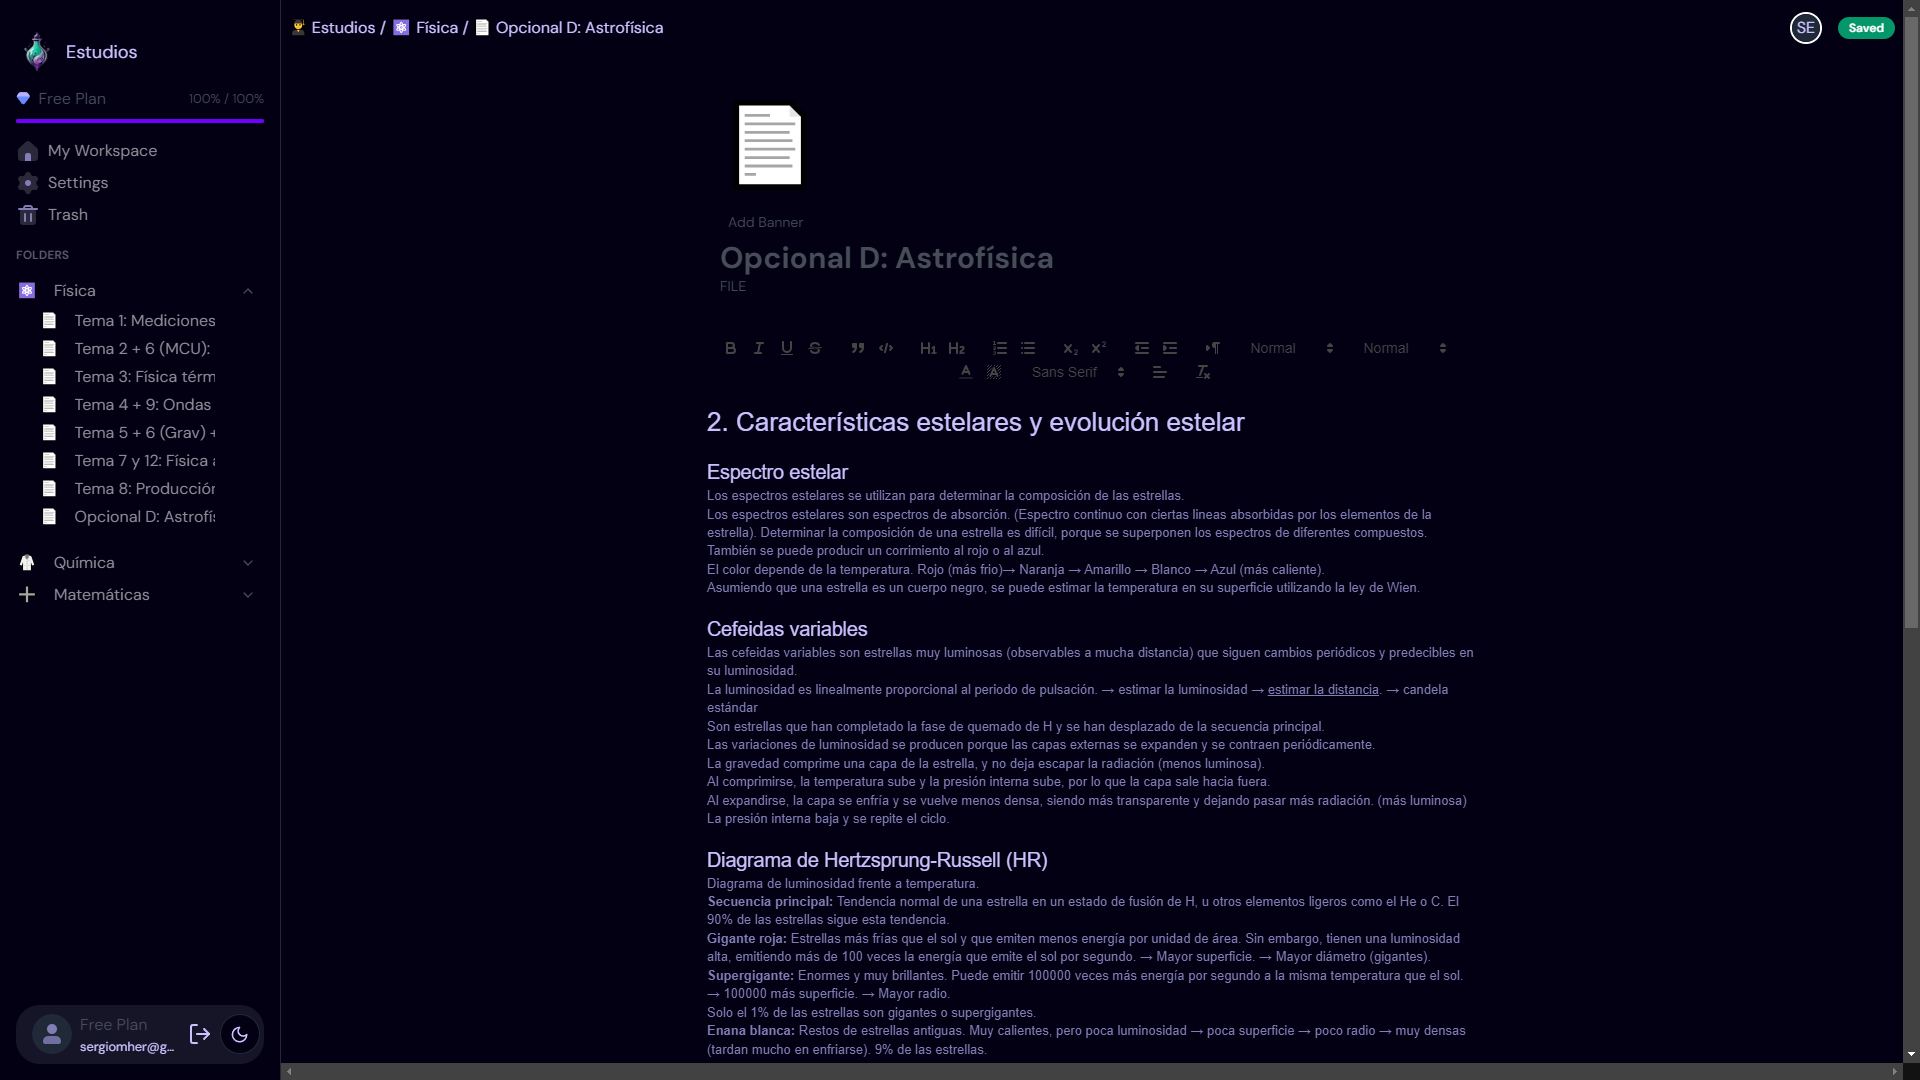 Estudios
Free Plan
100% / 100%
My Workspace
Settings
Trash
FOLDERS
Física
Tema 1: Mediciones
Tema 2 + 6 (MCU):
Tema 3: Física térm
Tema 4 + 9: Ondas
Tema 5 + 6 (Grav) +
Tema 7 y 12: Física a
Tema 8: Producción
Opcional D: Astrofís
Química
Matemáticas
Free Plan
sergiomher@g...
Estudios / Física / Opcional D: Astrofísica
SE
Saved
Add Banner
Opcional D: Astrofísica
FILE
B I U S H1 H2 X2 X2 Normal Normal
A A Sans Serif Tx
2. Características estelares y evolución estelar
Espectro estelar
Los espectros estelares se utilizan para determinar la composición de las estrellas.
Los espectros estelares son espectros de absorción. (Espectro continuo con ciertas lineas absorbidas por los elementos de la
estrella). Determinar la composición de una estrella es difícil, porque se superponen los espectros de diferentes compuestos.
También se puede producir un corrimiento al rojo o al azul.
El color depende de la temperatura. Rojo (más frio)→ Naranja → Amarillo → Blanco → Azul (más caliente).
Asumiendo que una estrella es un cuerpo negro, se puede estimar la temperatura en su superficie utilizando la ley de Wien.
Cefeidas variables
Las cefeidas variables son estrellas muy luminosas (observables a mucha distancia) que siguen cambios periódicos y predecibles en
su luminosidad.
La luminosidad es linealmente proporcional al periodo de pulsación. → estimar la luminosidad → estimar la distancia. → candela
estándar
Son estrellas que han completado la fase de quemado de H y se han desplazado de la secuencia principal.
Las variaciones de luminosidad se producen porque las capas externas se expanden y se contraen periódicamente.
La gravedad comprime una capa de la estrella, y no deja escapar la radiación (menos luminosa).
Al comprimirse, la temperatura sube y la presión interna sube, por lo que la capa sale hacia fuera.
Al expandirse, la capa se enfría y se vuelve menos densa, siendo más transparente y dejando pasar más radiación. (más luminosa)
La presión interna baja y se repite el ciclo.
Diagrama de Hertzsprung-Russell (HR)
Diagrama de luminosidad frente a temperatura.
Secuencia principal: Tendencia normal de una estrella en un estado de fusión de H, u otros elementos ligeros como el He o C. El
90% de las estrellas sigue esta tendencia.
Gigante roja: Estrellas más frías que el sol y que emiten menos energía por unidad de área. Sin embargo, tienen una luminosidad
alta, emitiendo más de 100 veces la energía que emite el sol por segundo. → Mayor superficie. → Mayor diámetro (gigantes).
Supergigante: Enormes y muy brillantes. Puede emitir 100000 veces más energía por segundo a la misma temperatura que el sol.
→ 100000 más superficie. → Mayor radio.
Solo el 1% de las estrellas son gigantes o supergigantes.
Enana blanca: Restos de estrellas antiguas. Muy calientes, pero poca luminosidad → poca superficie → poco radio → muy densas
(tardan mucho en enfriarse). 9% de las estrellas.